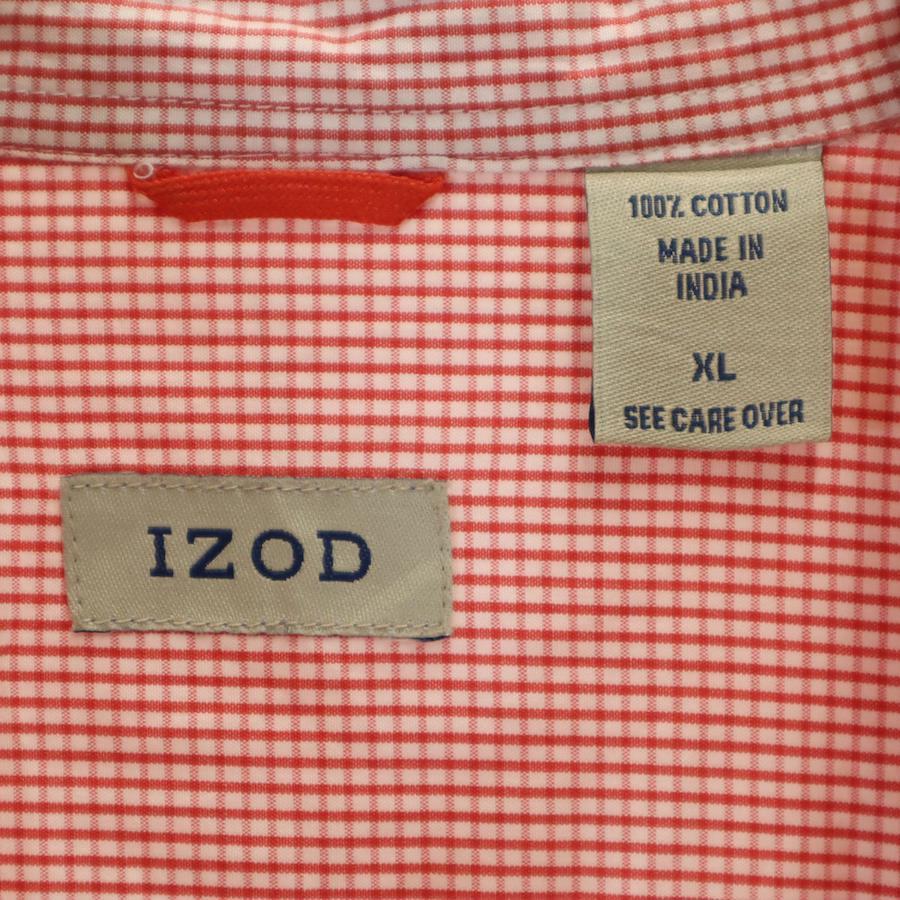 100% COTTON
MADE IN
INDIA
XL
SEE CARE OVER
IZOD